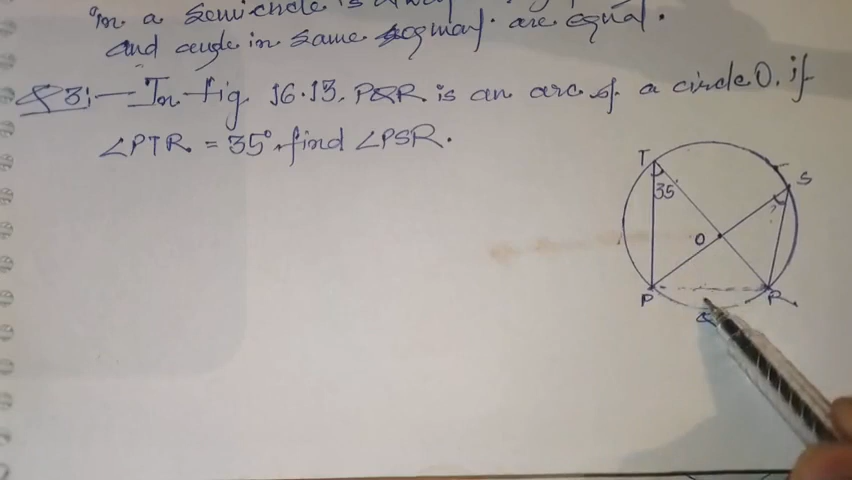 in a semicircle is
and angle in same segment are equal.
Q 3:— In fig 16.13. PQR is an arc of a circle O. if
∠PTR = 35°. find ∠PSR.
T
S
35
?
O
P
R
Q